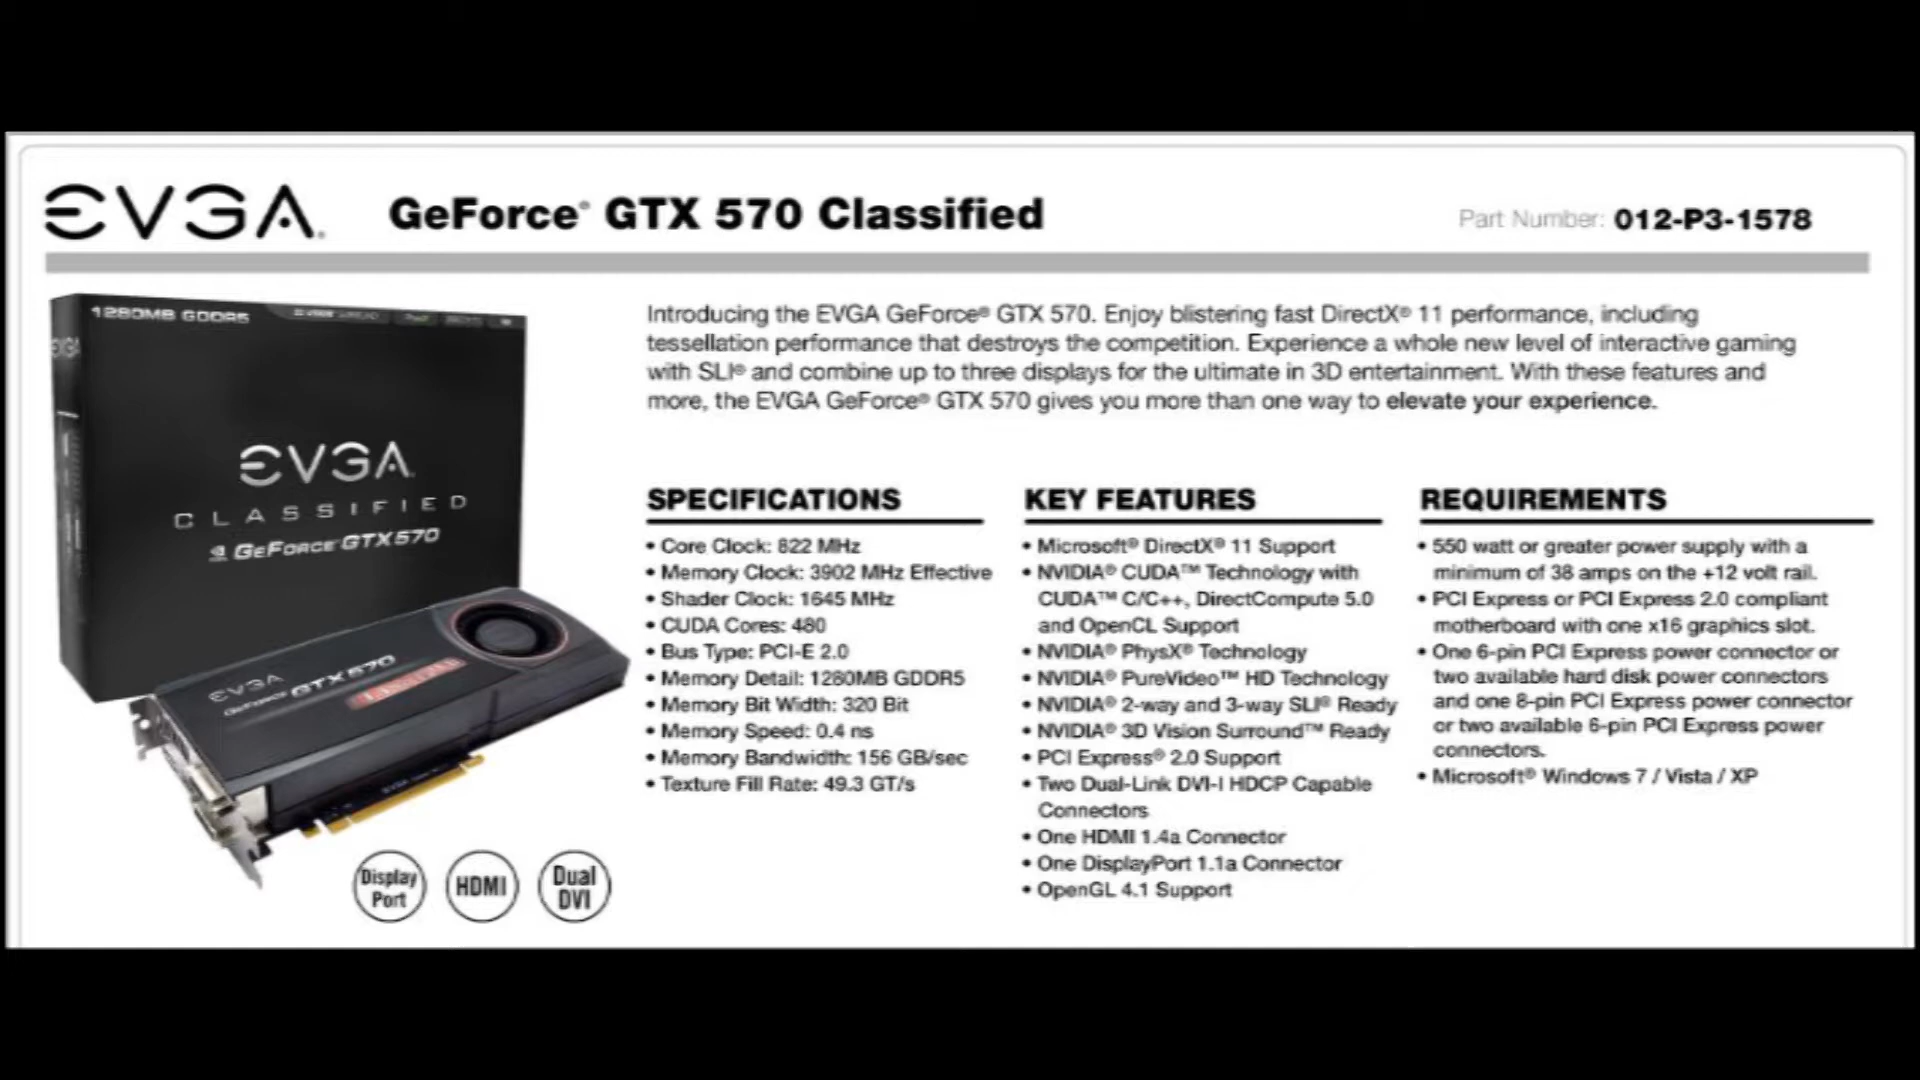 EVGA.
GeForce® GTX 570 Classified
Part Number: 012-P3-1578
1280MB GDDR5
EVGA
EVGA.
CLASSIFIED
GEFORCE GTX 570
EVGA
GEFORCE GTX 570
Display
Port
HDMI
Dual
DVI
Introducing the EVGA GeForce® GTX 570. Enjoy blistering fast DirectX® 11 performance, including
tessellation performance that destroys the competition. Experience a whole new level of interactive gaming
with SLI® and combine up to three displays for the ultimate in 3D entertainment. With these features and
more, the EVGA GeForce® GTX 570 gives you more than one way to elevate your experience.
SPECIFICATIONS
• Core Clock: 822 MHz
• Memory Clock: 3902 MHz Effective
• Shader Clock: 1645 MHz
• CUDA Cores: 480
• Bus Type: PCI-E 2.0
• Memory Detail: 1280MB GDDR5
• Memory Bit Width: 320 Bit
• Memory Speed: 0.4 ns
• Memory Bandwidth: 156 GB/sec
• Texture Fill Rate: 49.3 GT/s
KEY FEATURES
• Microsoft® DirectX® 11 Support
• NVIDIA® CUDA™ Technology with
CUDA™ C/C++, DirectCompute 5.0
and OpenCL Support
• NVIDIA® PhysX® Technology
• NVIDIA® PureVideo™ HD Technology
• NVIDIA® 2-way and 3-way SLI® Ready
• NVIDIA® 3D Vision Surround™ Ready
• PCI Express® 2.0 Support
• Two Dual-Link DVI-I HDCP Capable
Connectors
• One HDMI 1.4a Connector
• One DisplayPort 1.1a Connector
• OpenGL 4.1 Support
REQUIREMENTS
• 550 watt or greater power supply with a
minimum of 38 amps on the +12 volt rail.
• PCI Express or PCI Express 2.0 compliant
motherboard with one x16 graphics slot.
• One 6-pin PCI Express power connector or
two available hard disk power connectors
and one 8-pin PCI Express power connector
or two available 6-pin PCI Express power
connectors.
• Microsoft® Windows 7 / Vista / XP